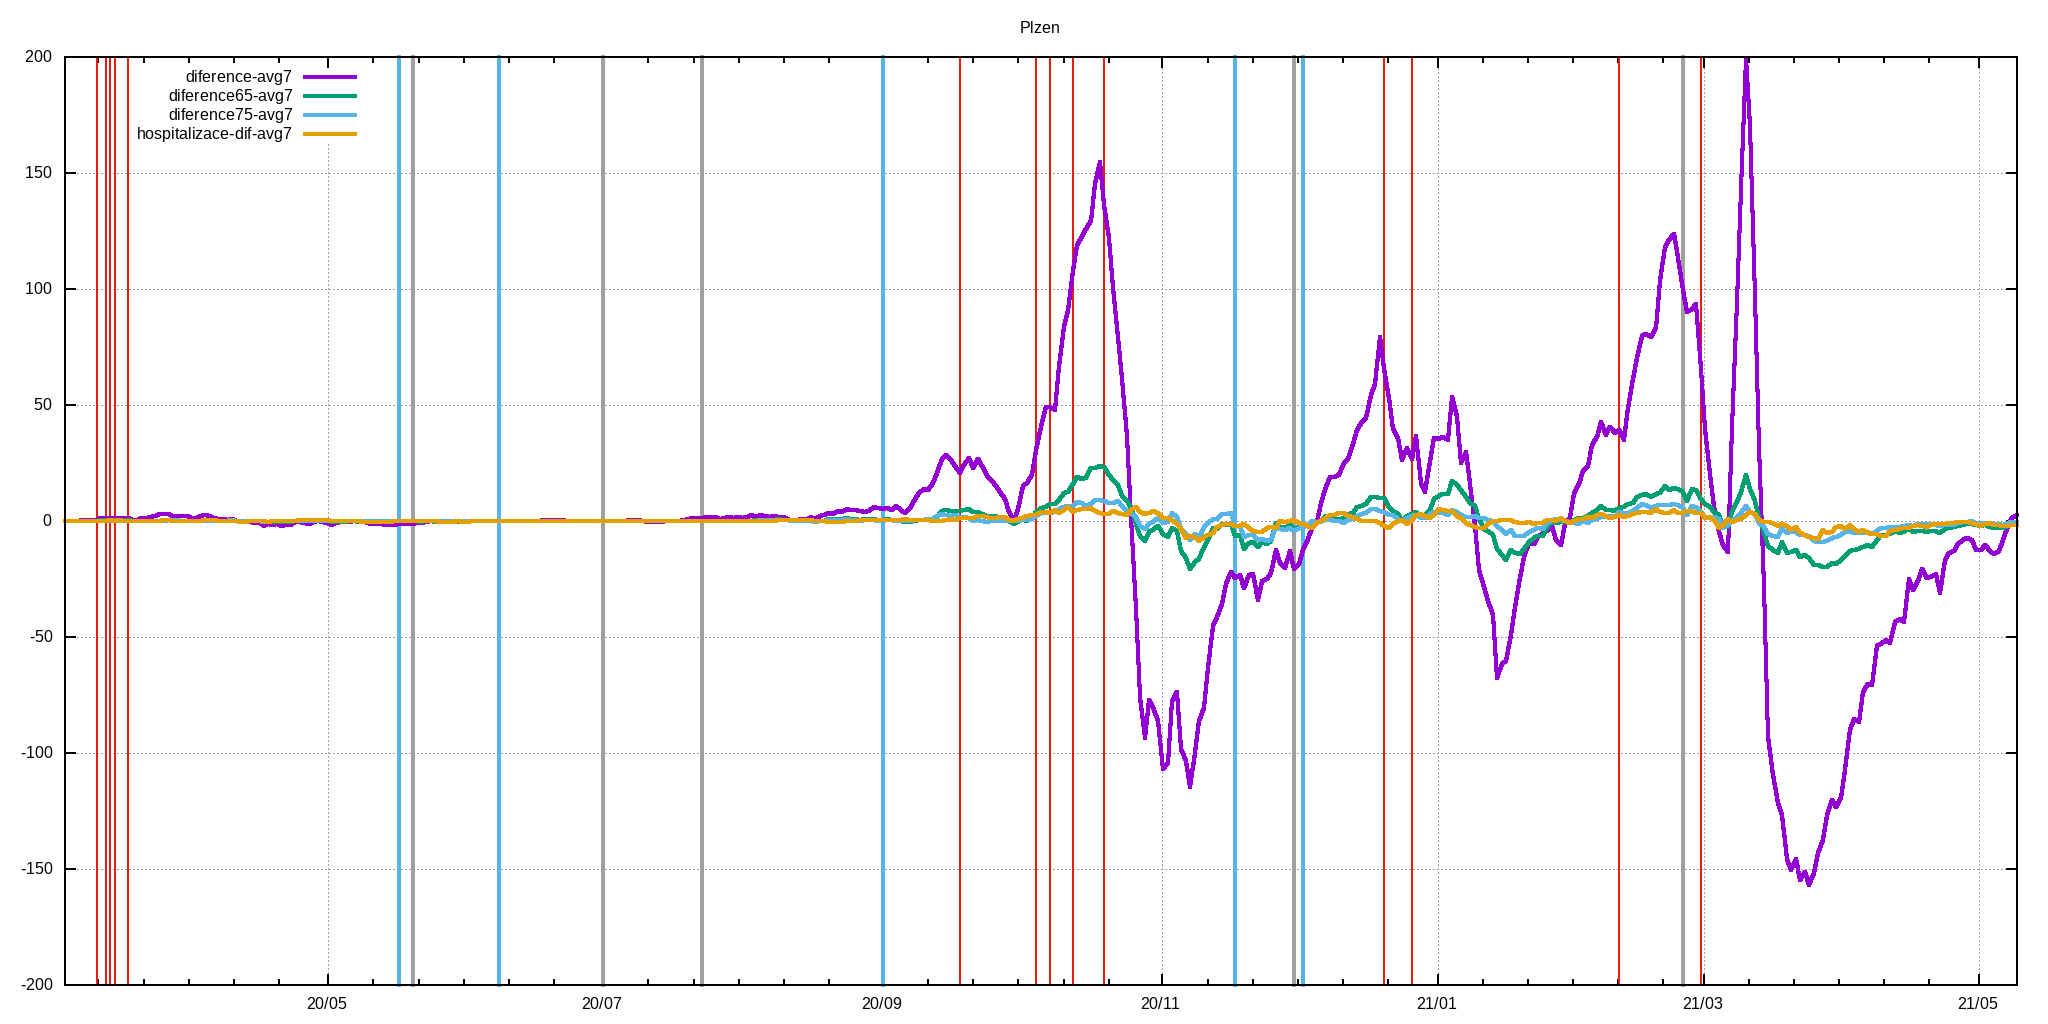 Plzen
200
150
100
50
0
-50
-100
-150
-200
diference-avg7
diference65-avg7
diference75-avg7
hospitalizace-dif-avg7
20/05 20/07 20/09 20/11 21/01 21/03 21/05